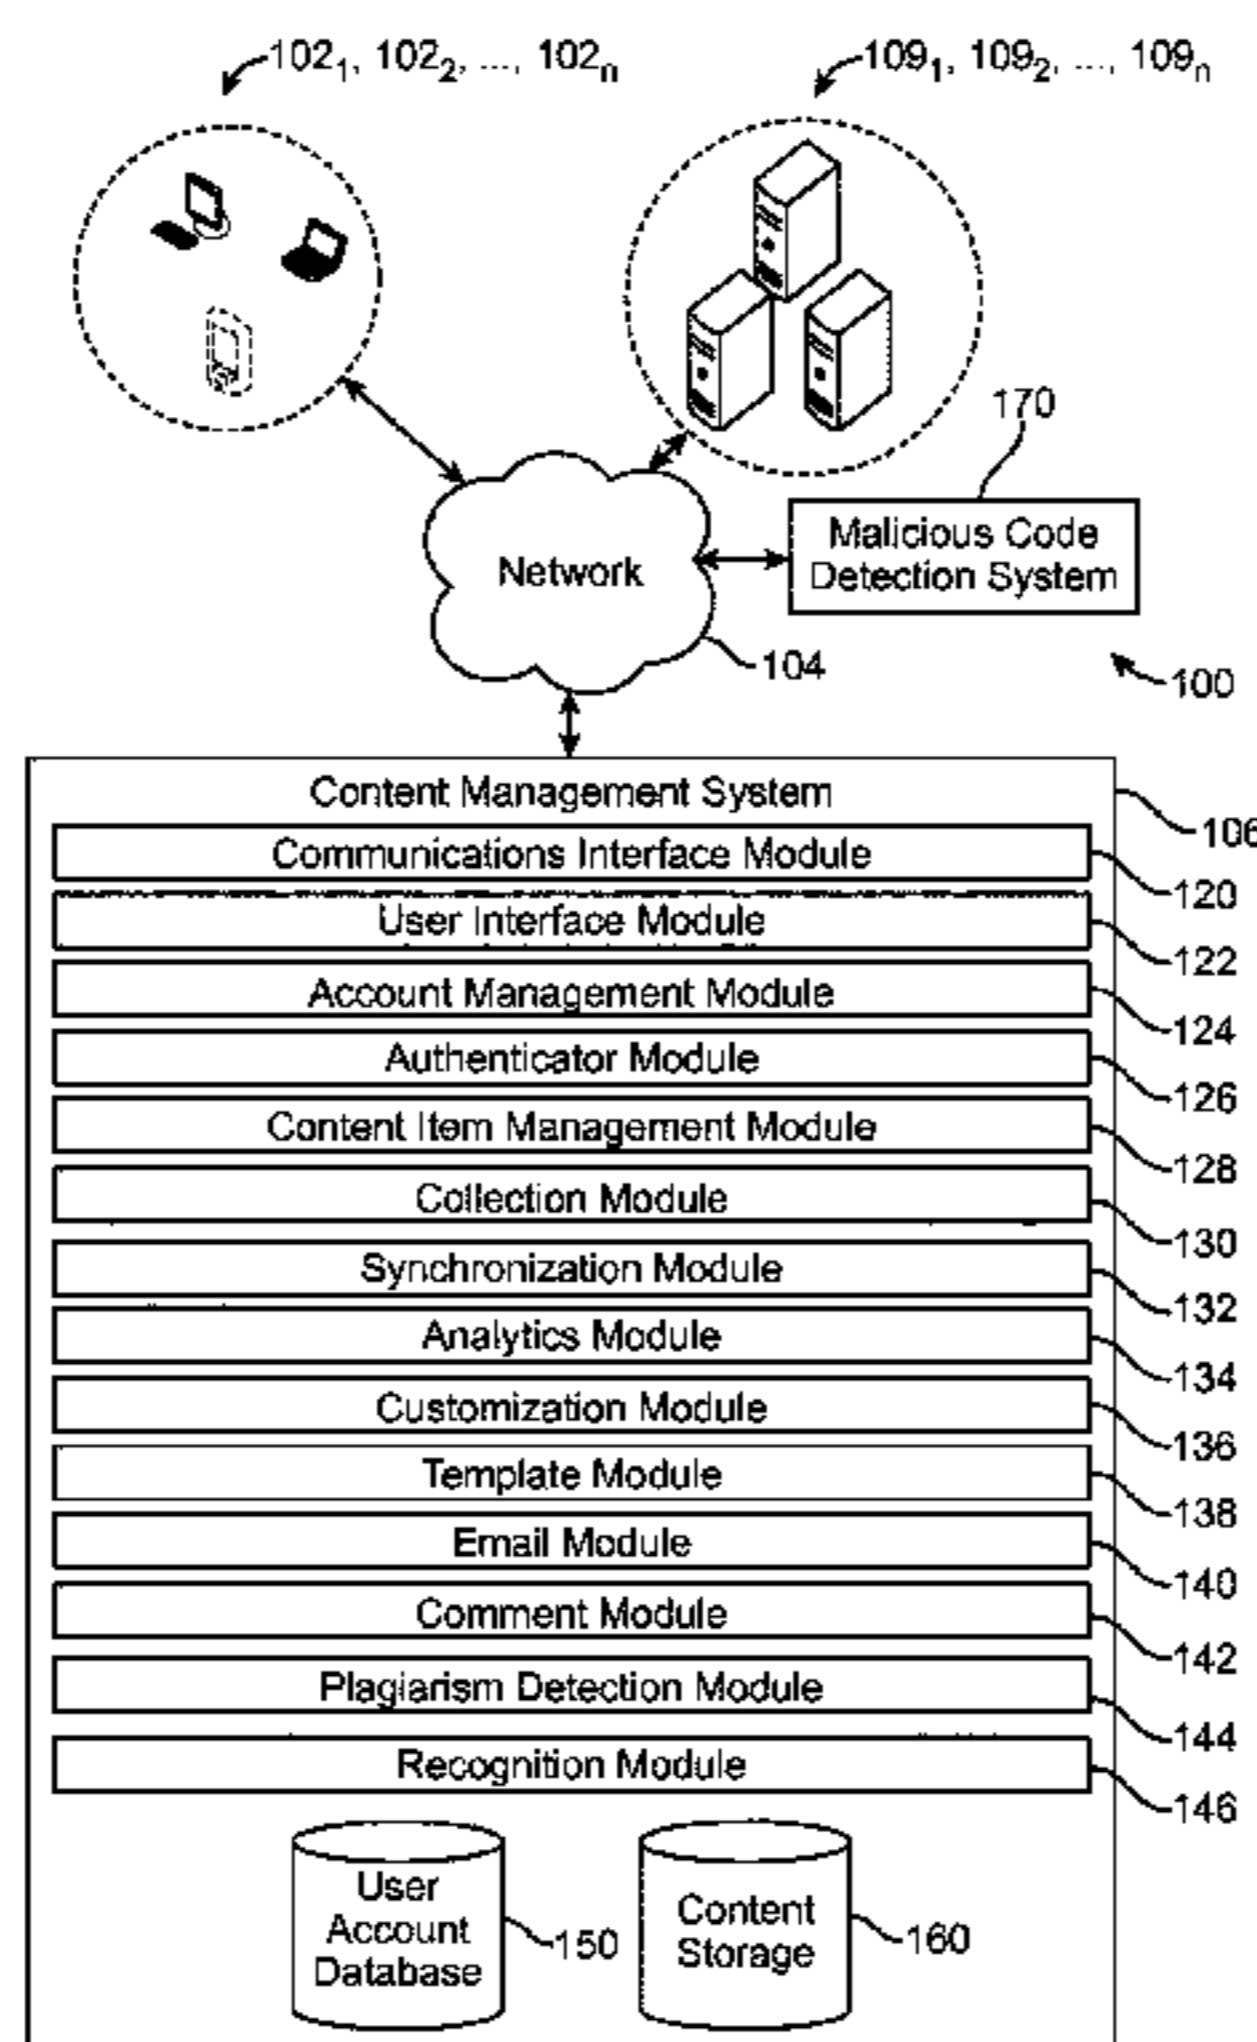 102₁, 102₂, ..., 102ₙ
109₁, 109₂, ..., 109ₙ
170
Malicious Code
Detection System
Network
104
100
Content Management System
106
Communications Interface Module
120
User Interface Module
122
Account Management Module
124
Authenticator Module
126
Content Item Management Module
128
Collection Module
130
Synchronization Module
132
Analytics Module
134
Customization Module
136
Template Module
138
Email Module
140
Comment Module
142
Plagiarism Detection Module
144
Recognition Module
146
User
Account
Database
150
Content
Storage
160